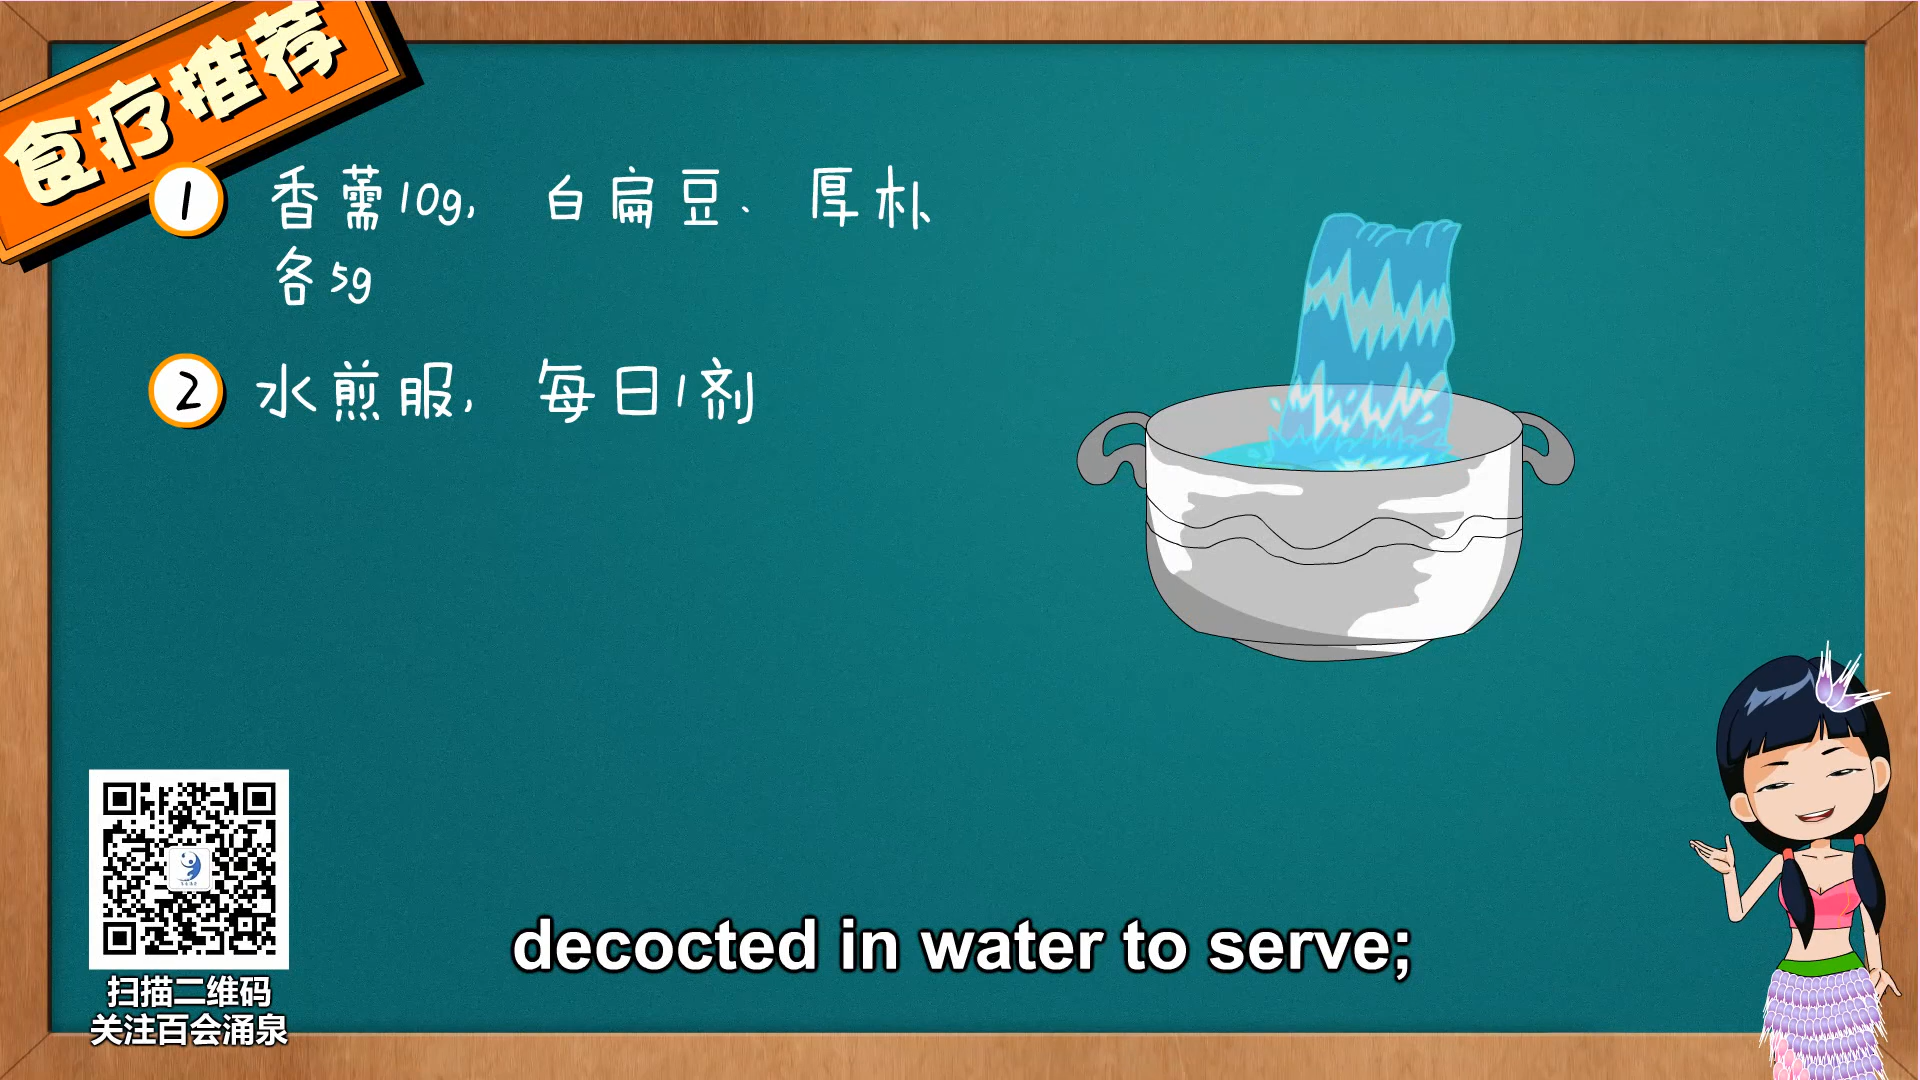 食疗推荐
1 香薷10g, 白扁豆、厚朴
各5g
2 水煎服, 每日1剂
decocted in water to serve;
扫描二维码
关注百会涌泉